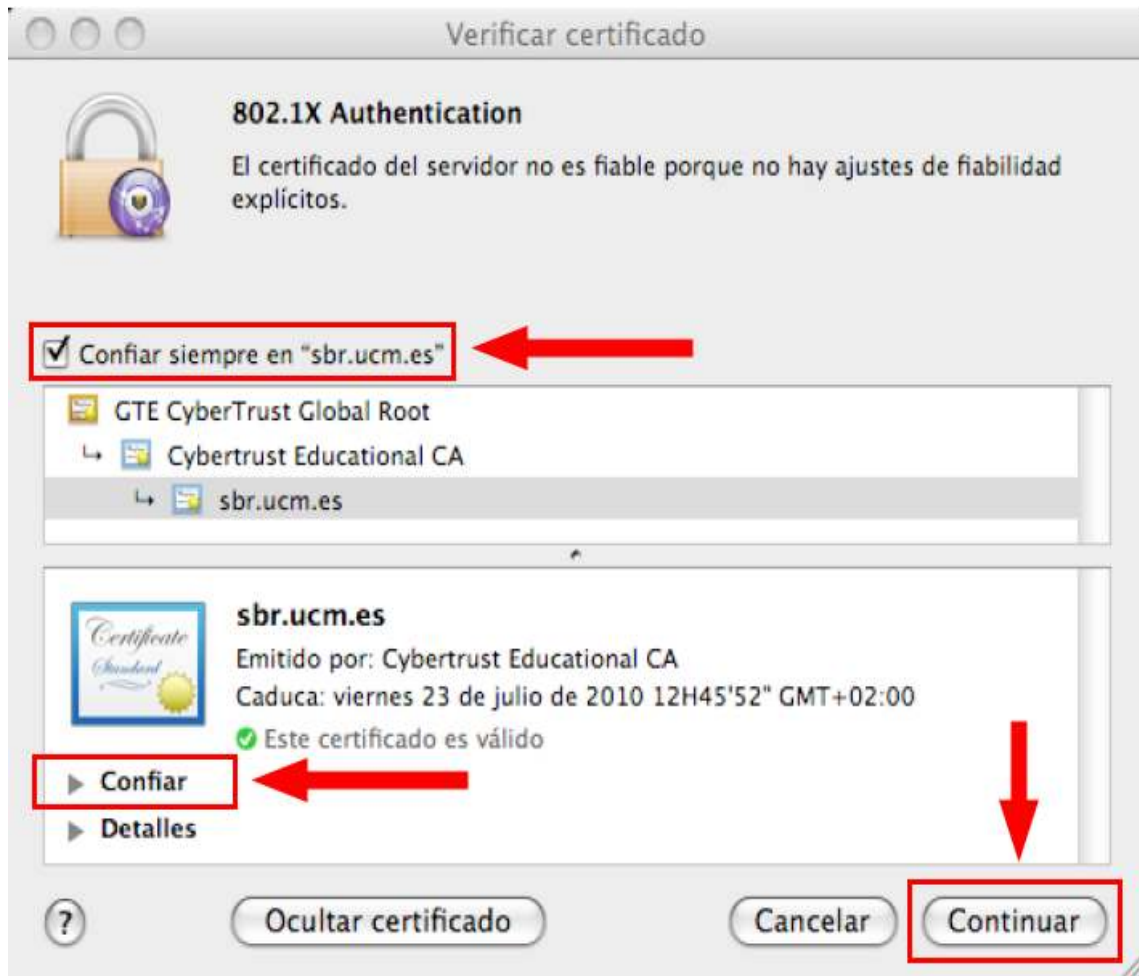 Verificar certificado
802.1X Authentication
El certificado del servidor no es fiable porque no hay ajustes de fiabilidad
explícitos.
Confiar siempre en "sbr.ucm.es"
GTE CyberTrust Global Root
Cybertrust Educational CA
sbr.ucm.es
Certificate
Standard
sbr.ucm.es
Emitido por: Cybertrust Educational CA
Caduca: viernes 23 de julio de 2010 12H45'52" GMT+02:00
Este certificado es válido
Confiar
Detalles
?
Ocultar certificado
Cancelar
Continuar